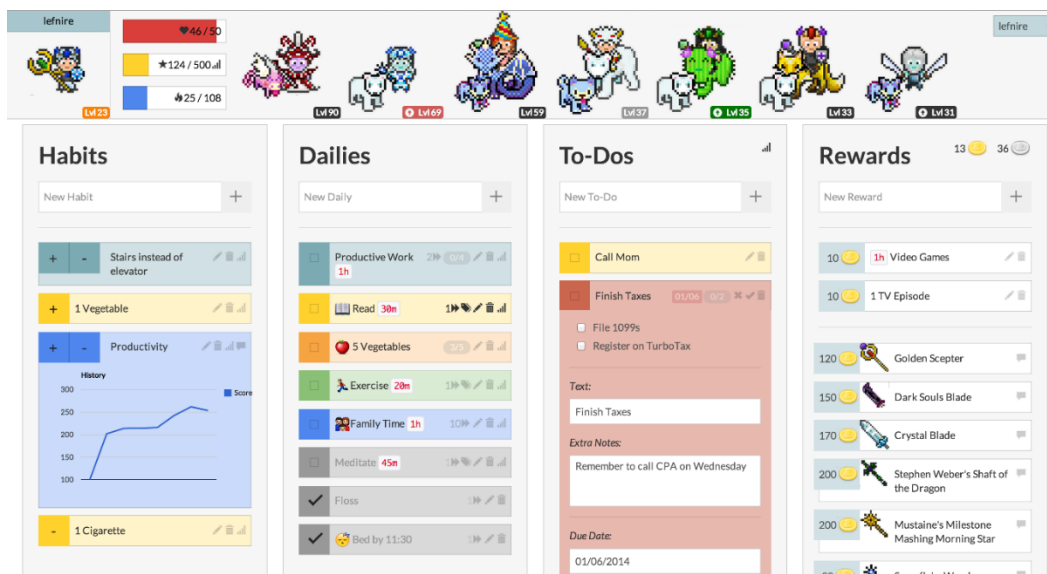 lefnire
46 / 50
124 / 500
25 / 108
Lvl 23
Lvl 90
Lvl 69
Lvl 59
Lvl 37
Lvl 35
Lvl 33
Lvl 31
lefnire
Habits
New Habit +
+ - Stairs instead of
elevator
+ 1 Vegetable
+ - Productivity
History
300
250
200
150
100
Score
- 1 Cigarette
Dailies
New Daily +
Productive Work 2 0/4
1h
Read 30m 1
5 Vegetables 3/5
Exercise 20m 1
Family Time 1h 10
Meditate 45m 1
Floss 1
Bed by 11:30 1
To-Dos
New To-Do +
Call Mom
Finish Taxes 01/06 0/2
File 1099s
Register on TurboTax
Text:
Finish Taxes
Extra Notes:
Remember to call CPA on Wednesday
Due Date:
01/06/2014
Rewards 13 36
New Reward +
10 1h Video Games
10 1 TV Episode
120 Golden Scepter
150 Dark Souls Blade
170 Crystal Blade
200 Stephen Weber's Shaft of
the Dragon
200 Mustaine's Milestone
Mashing Morning Star